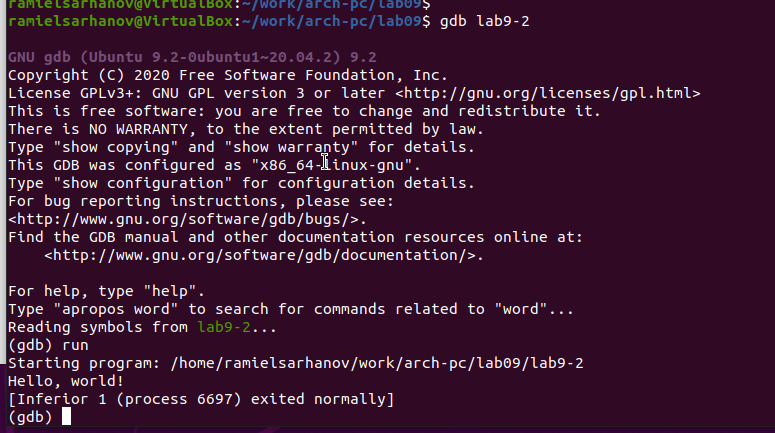 ramielsarhanov@VirtualBox:~/work/arch-pc/lab09$
ramielsarhanov@VirtualBox:~/work/arch-pc/lab09$ gdb lab9-2
GNU gdb (Ubuntu 9.2-0ubuntu1~20.04.2) 9.2
Copyright (C) 2020 Free Software Foundation, Inc.
License GPLv3+: GNU GPL version 3 or later <http://gnu.org/licenses/gpl.html>
This is free software: you are free to change and redistribute it.
There is NO WARRANTY, to the extent permitted by law.
Type "show copying" and "show warranty" for details.
This GDB was configured as "x86_64-linux-gnu".
Type "show configuration" for configuration details.
For bug reporting instructions, please see:
<http://www.gnu.org/software/gdb/bugs/>.
Find the GDB manual and other documentation resources online at:
    <http://www.gnu.org/software/gdb/documentation/>.
For help, type "help".
Type "apropos word" to search for commands related to "word"...
Reading symbols from lab9-2...
(gdb) run
Starting program: /home/ramielsarhanov/work/arch-pc/lab09/lab9-2
Hello, world!
[Inferior 1 (process 6697) exited normally]
(gdb)